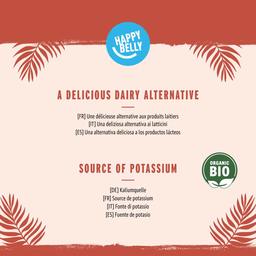 HAPPY
BELLY
A DELICIOUS DAIRY ALTERNATIVE
[FR] Une délicieuse alternative aux produits laitiers
[IT] Una deliziosa alternativa ai latticini
[ES] Una alternativa deliciosa a los productos lácteos
SOURCE OF POTASSIUM
[DE] Kaliumquelle
[FR] Source de potassium
[IT] Fonte di potassio
[ES] Fuente de potasio
ORGANIC
BIO